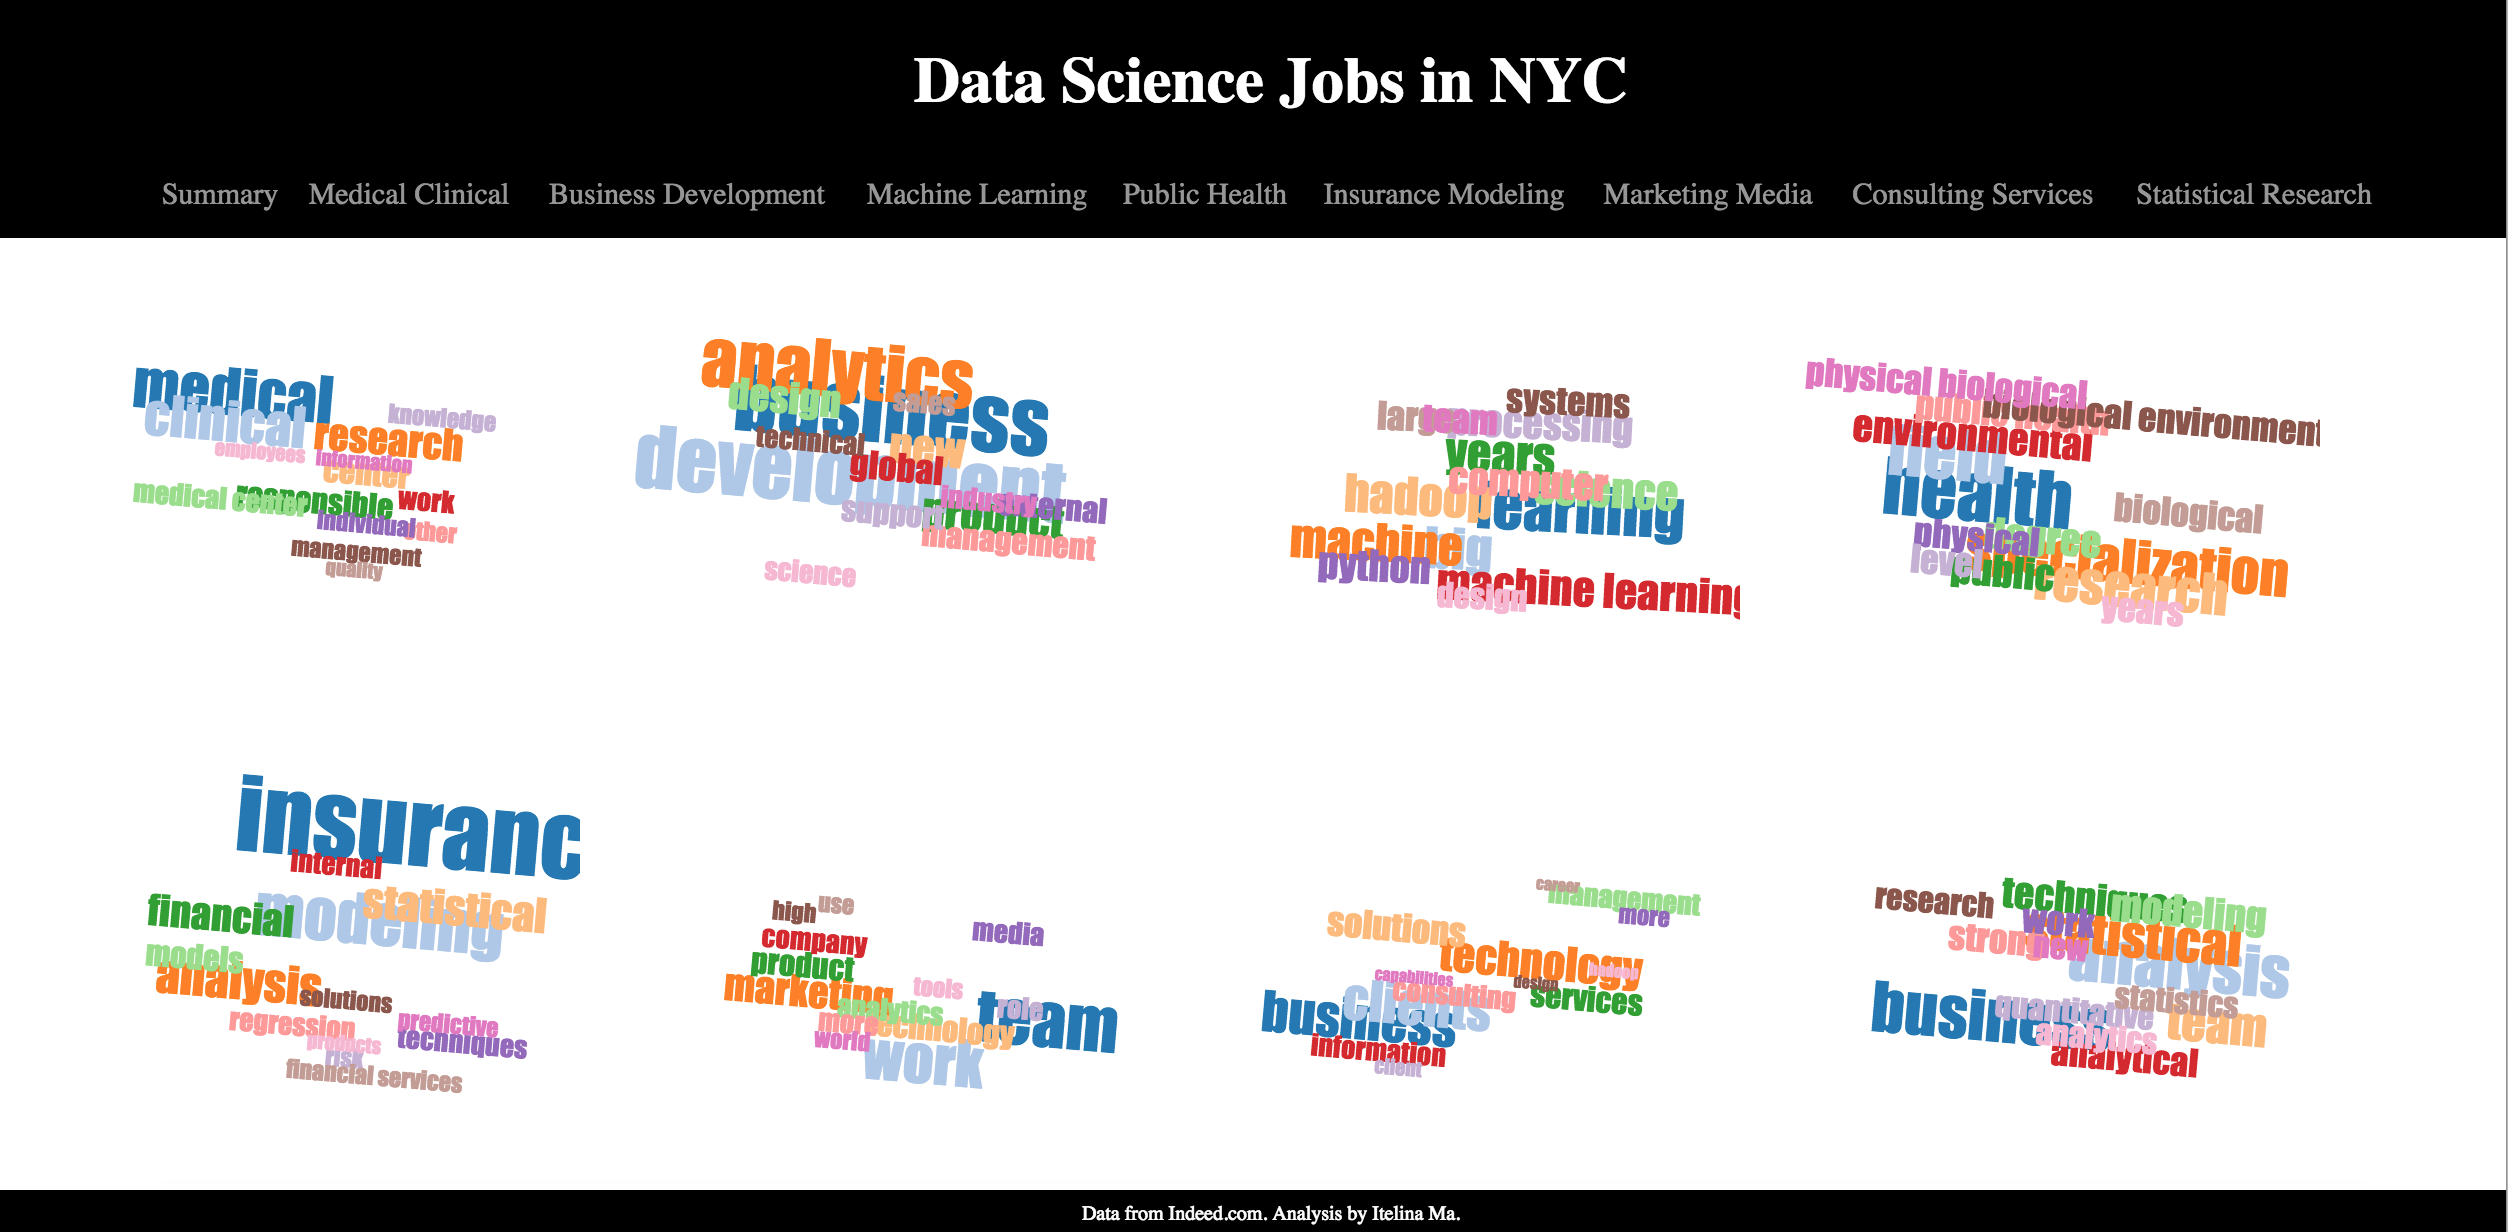 Data Science Jobs in NYC
Summary Medical Clinical Business Development Machine Learning Public Health Insurance Modeling Marketing Media Consulting Services Statistical Research
medical
clinical
knowledge
research
employees
information
center
medical center
responsible
work
individual
other
management
quality
analytics
business
design
sales
technical
new
development
global
industry
support
product
management
science
systems
large
team
processing
years
computer
science
hadoop
learning
machine
big
python
machine learning
design
physical biological
public health
biological environment
environmental
field
health
biological
physical
degree
level
public
research
years
insuranc
internal
financial
modeling
statistical
models
analysis
solutions
regression
predictive
products
techniques
risk
financial services
high
use
company
media
product
marketing
tools
analytics
role
team
more
technology
world
work
career
management
more
solutions
technology
hadoop
capabilities
design
clients
consulting
services
business
information
client
research
techniques
modeling
work
strong
new
statistical
analysis
business
quantitative
statistics
team
analytics
analytical
Data from Indeed.com. Analysis by Itelina Ma.